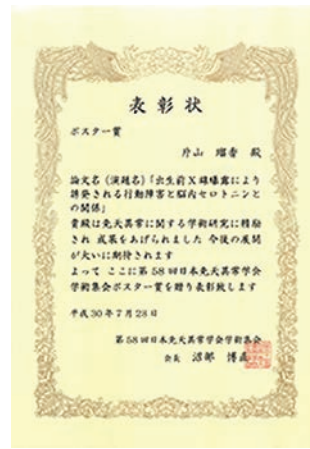 表彰状
ポスター賞
片山 瑠香 殿
論文名(演題名)「出生前X線曝露により
誘発される行動障害と脳内セロトニンと
の関係」
貴殿は先天異常に関する学術研究に精励
され 成果をあげられました 今後の展開
が大いに期待されます
よって ここに第58回日本先天異常学会
学術集会ポスター賞を贈り表彰致します
平成30年7月28日
第58回日本先天異常学会学術集会
会長 沼部 博直